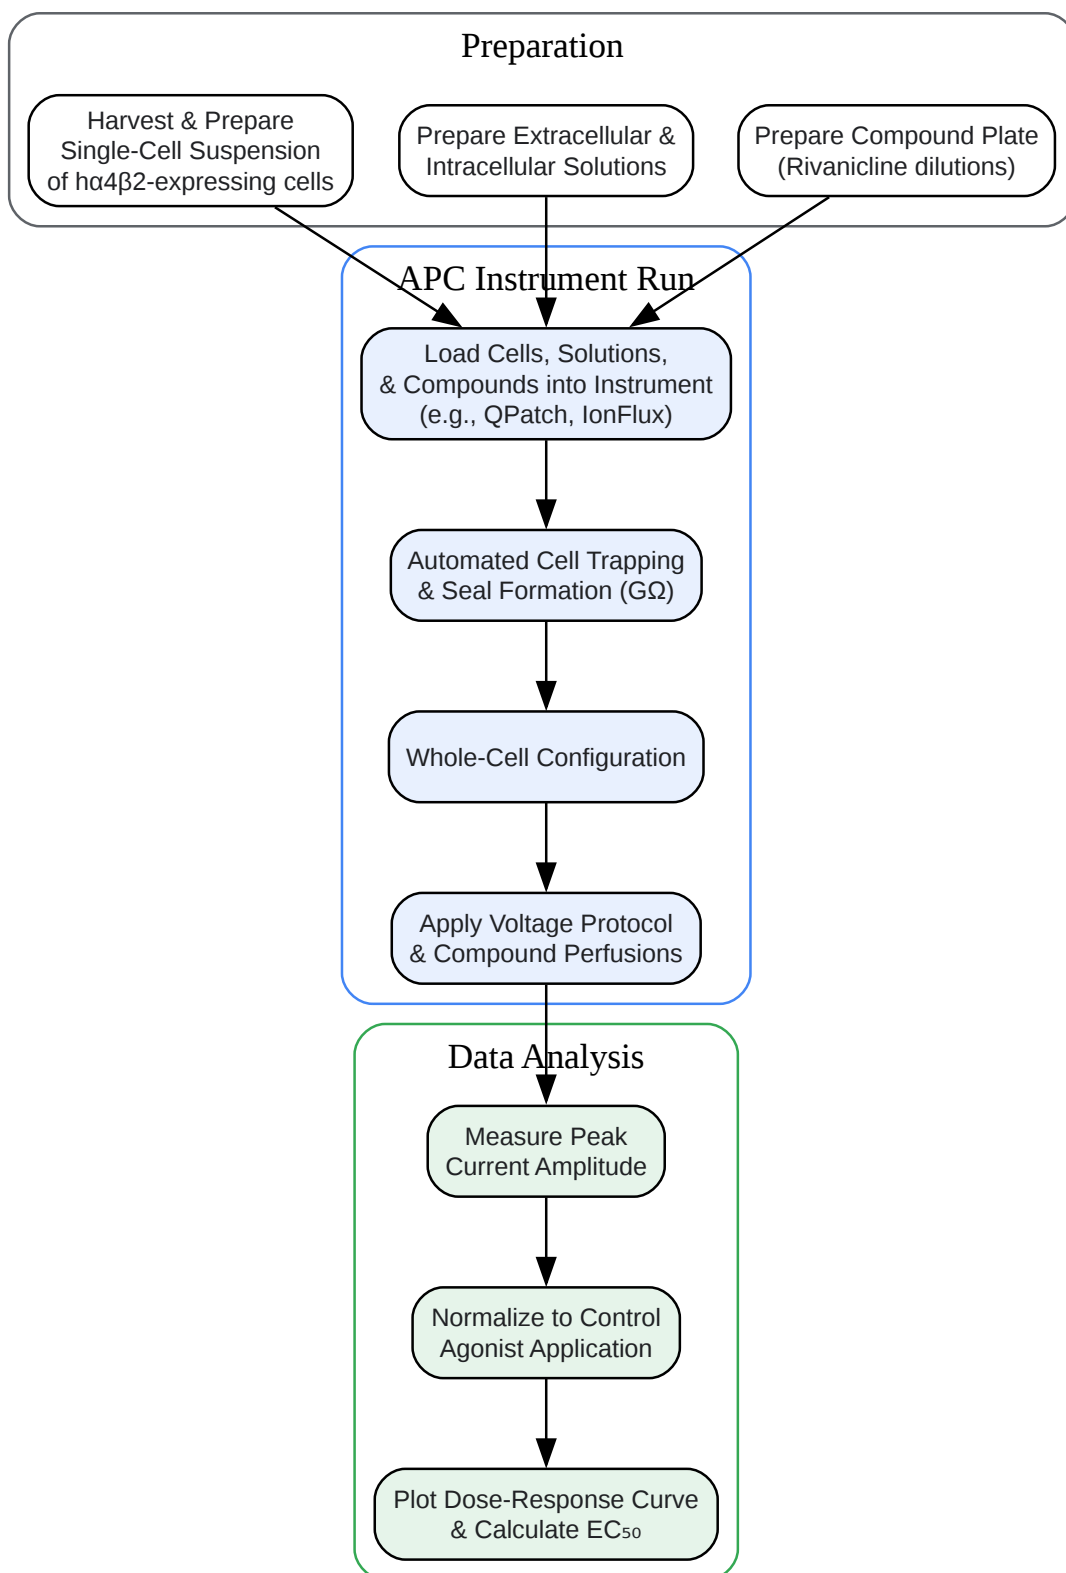 Preparation
Harvest & Prepare
Single-Cell Suspension
of hα4β2-expressing cells
Prepare Extracellular &
Intracellular Solutions
Prepare Compound Plate
(Rivanicline dilutions)
APC Instrument Run
Load Cells, Solutions,
& Compounds into Instrument
(e.g., QPatch, IonFlux)
Automated Cell Trapping
& Seal Formation (GΩ)
Whole-Cell Configuration
Apply Voltage Protocol
& Compound Perfusions
Data Analysis
Measure Peak
Current Amplitude
Normalize to Control
Agonist Application
Plot Dose-Response Curve
& Calculate EC₅₀